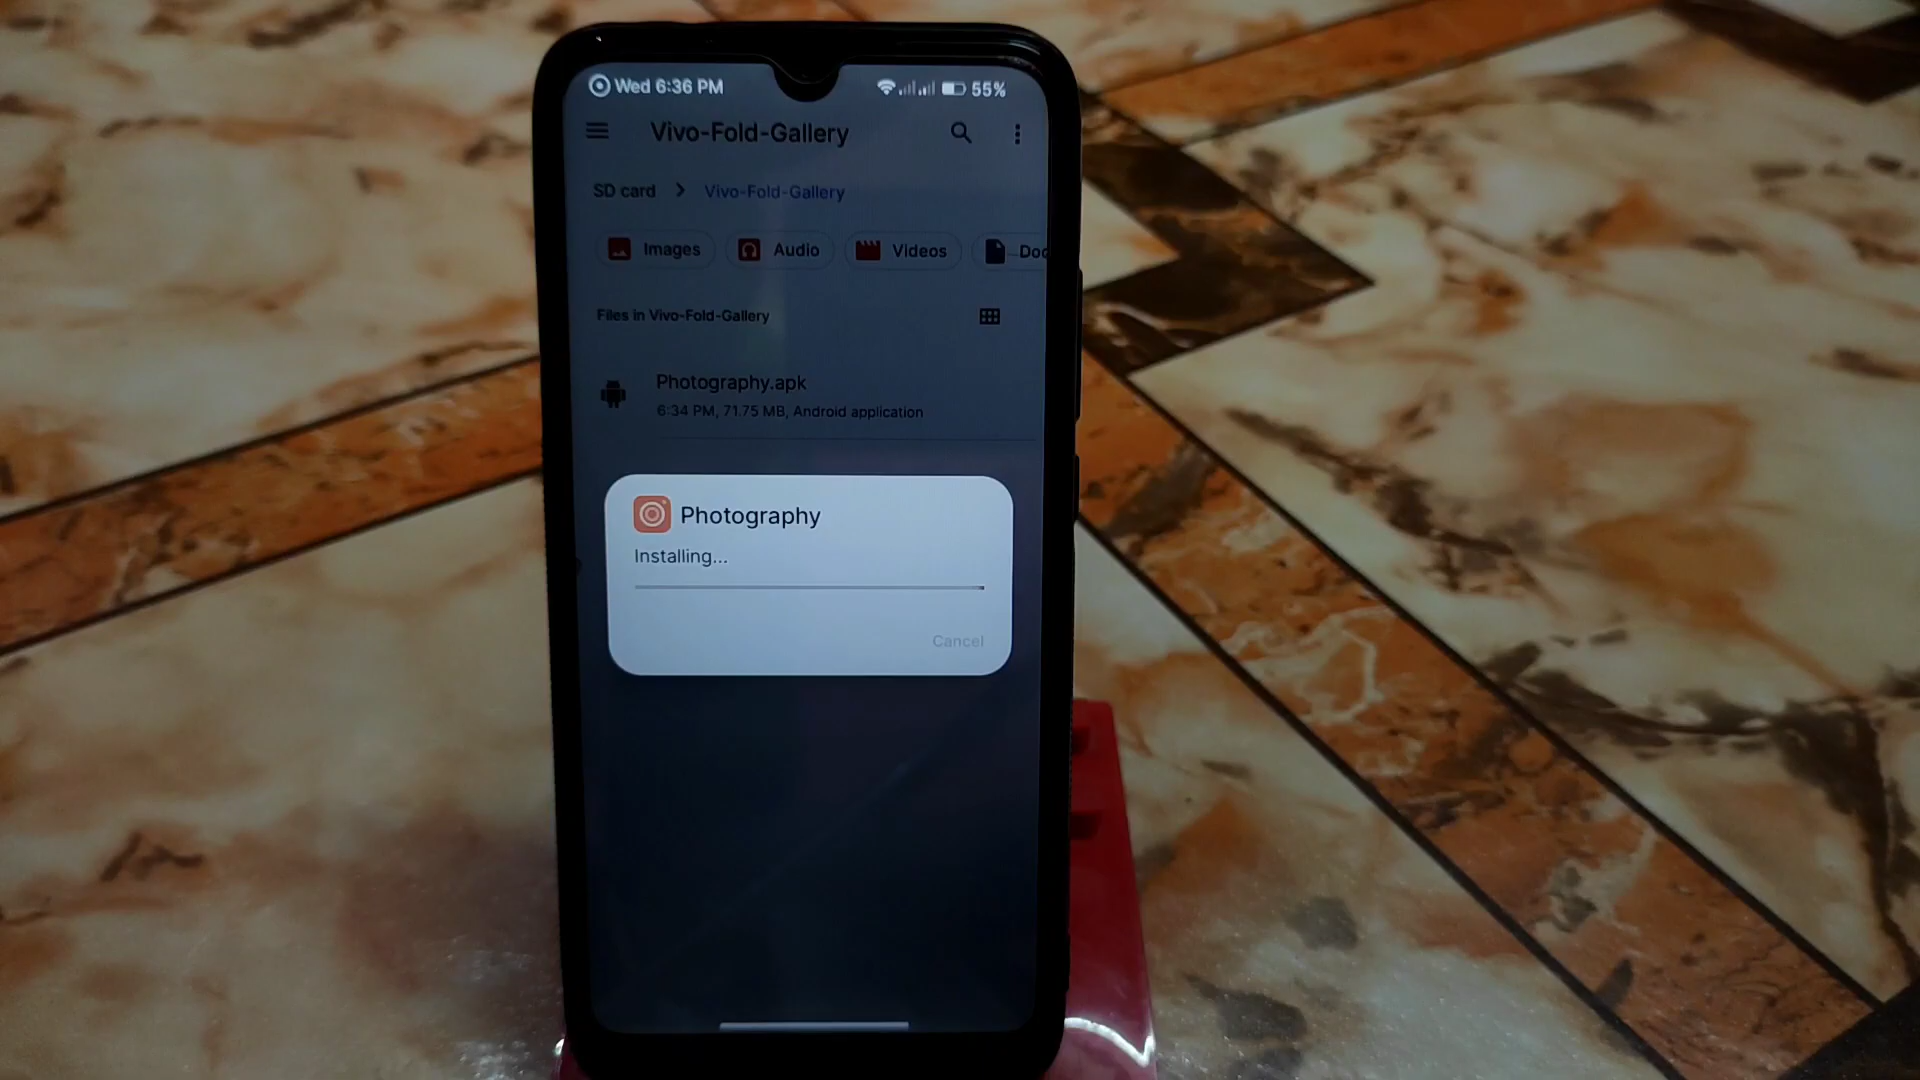 Wed 6:36 PM 55%
Vivo-Fold-Gallery
SD card > Vivo-Fold-Gallery
Images Audio Videos Doc
Files in Vivo-Fold-Gallery
Photography.apk
6:34 PM, 71.75 MB, Android application
Photography
Installing...
Cancel